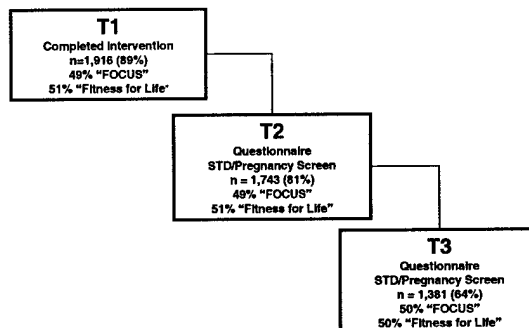 T1
Completed Intervention
n=1,916 (89%)
49% "FOCUS"
51% "Fitness for Life"
T2
Questionnaire
STD/Pregnancy Screen
n = 1,743 (81%)
49% "FOCUS"
51% "Fitness for Life"
T3
Questionnaire
STD/Pregnancy Screen
n = 1,381 (64%)
50% "FOCUS"
50% "Fitness for Life"